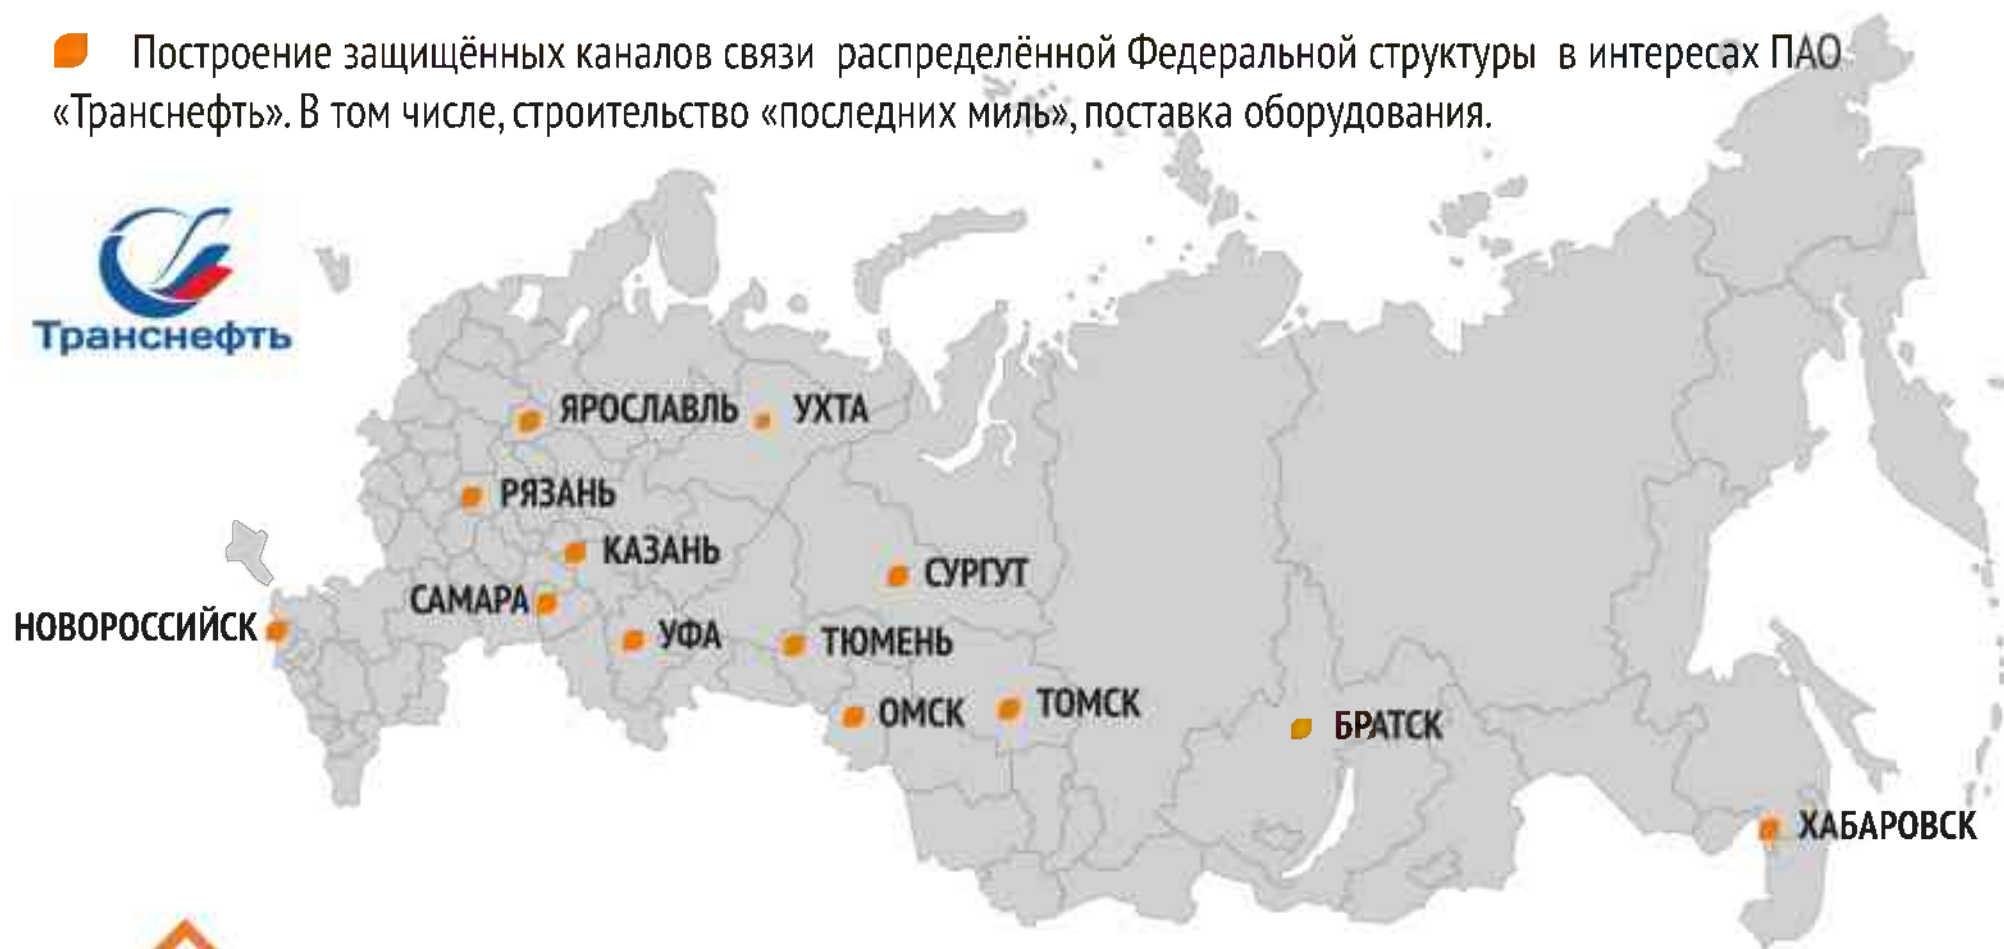 Построение защищённых каналов связи распределённой Федеральной структуры в интересах ПАО
«Транснефть». В том числе, строительство «последних миль», поставка оборудования.
Транснефть
ЯРОСЛАВЛЬ
УХТА
РЯЗАНЬ
КАЗАНЬ
СУРГУТ
САМАРА
НОВОРОССИЙСК
УФА
ТЮМЕНЬ
ОМСК
ТОМСК
БРАТСК
ХАБАРОВСК